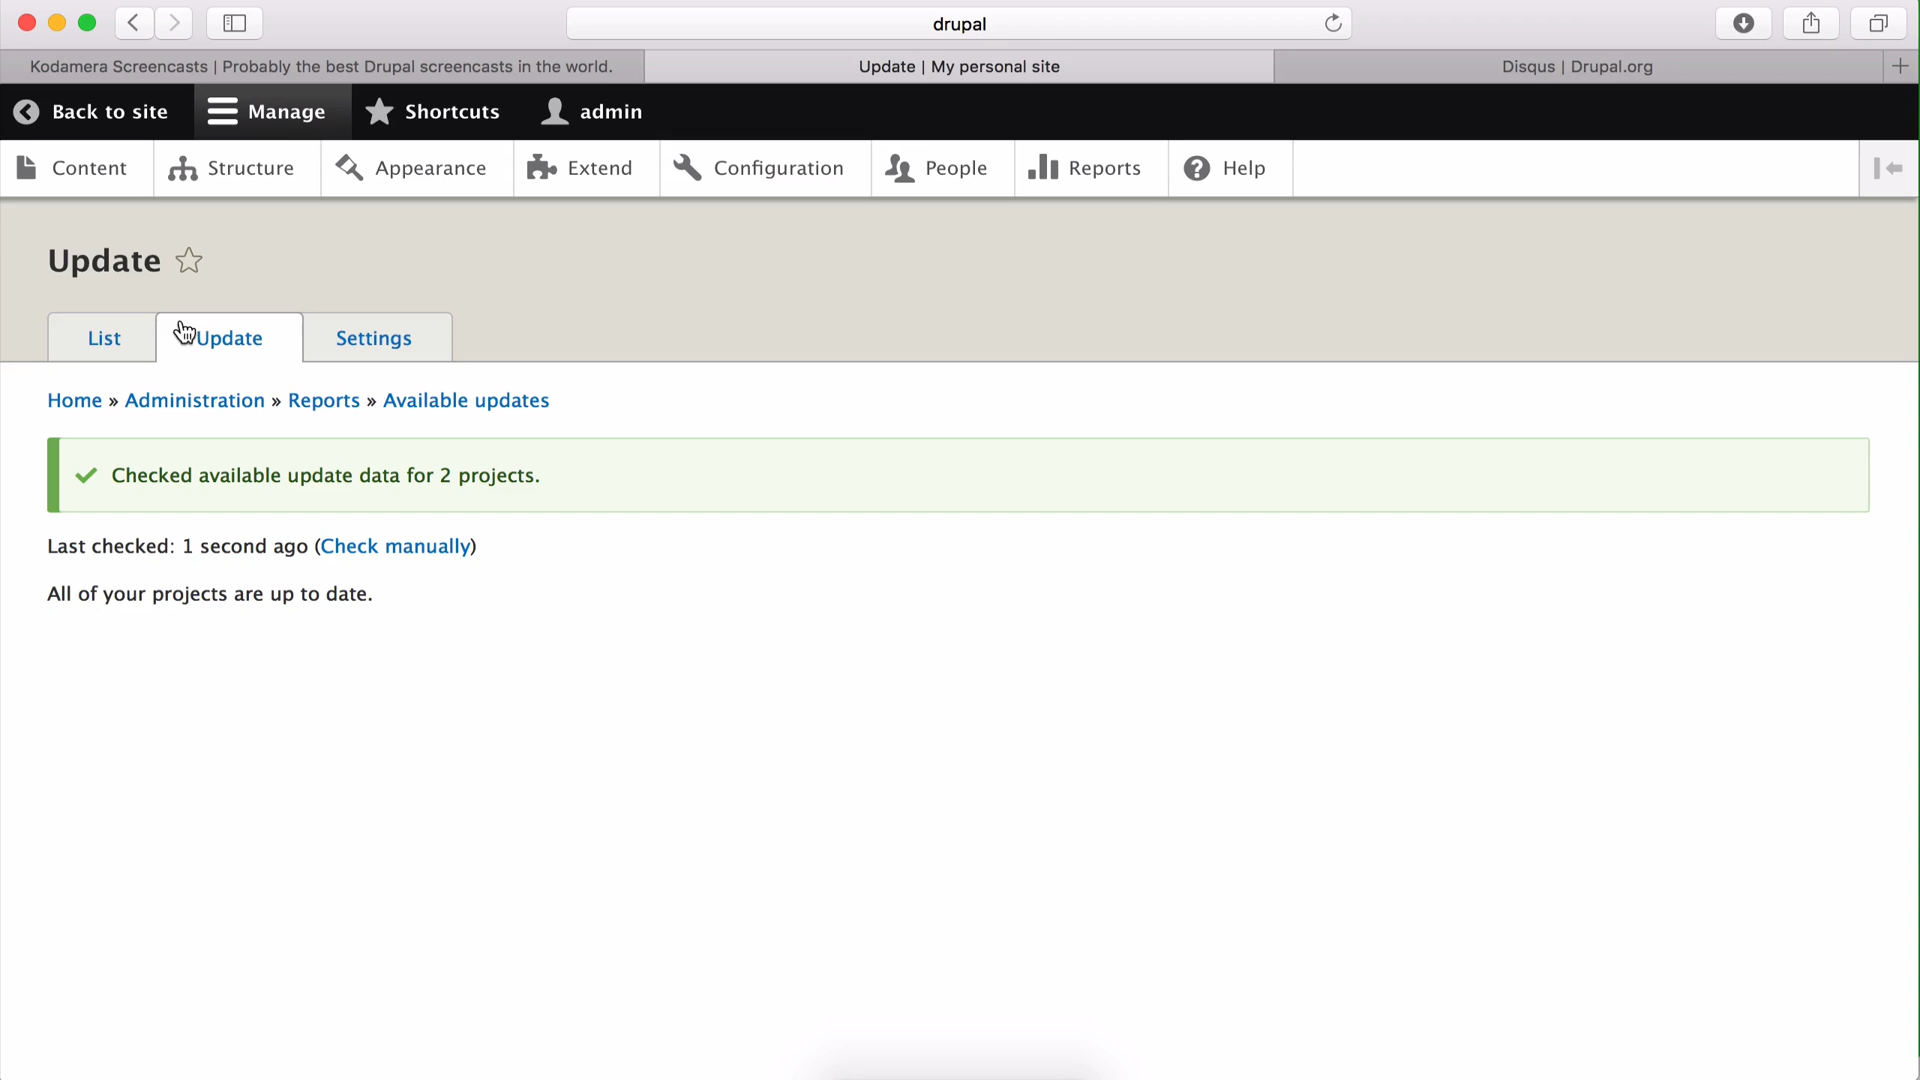 drupal
Kodamera Screencasts | Probably the best Drupal screencasts in the world.
Update | My personal site
Disqus | Drupal.org
Back to site
Manage
Shortcuts
admin
Content
Structure
Appearance
Extend
Configuration
People
Reports
Help
Update
List
Update
Settings
Home » Administration » Reports » Available updates
Checked available update data for 2 projects.
Last checked: 1 second ago (Check manually)
All of your projects are up to date.